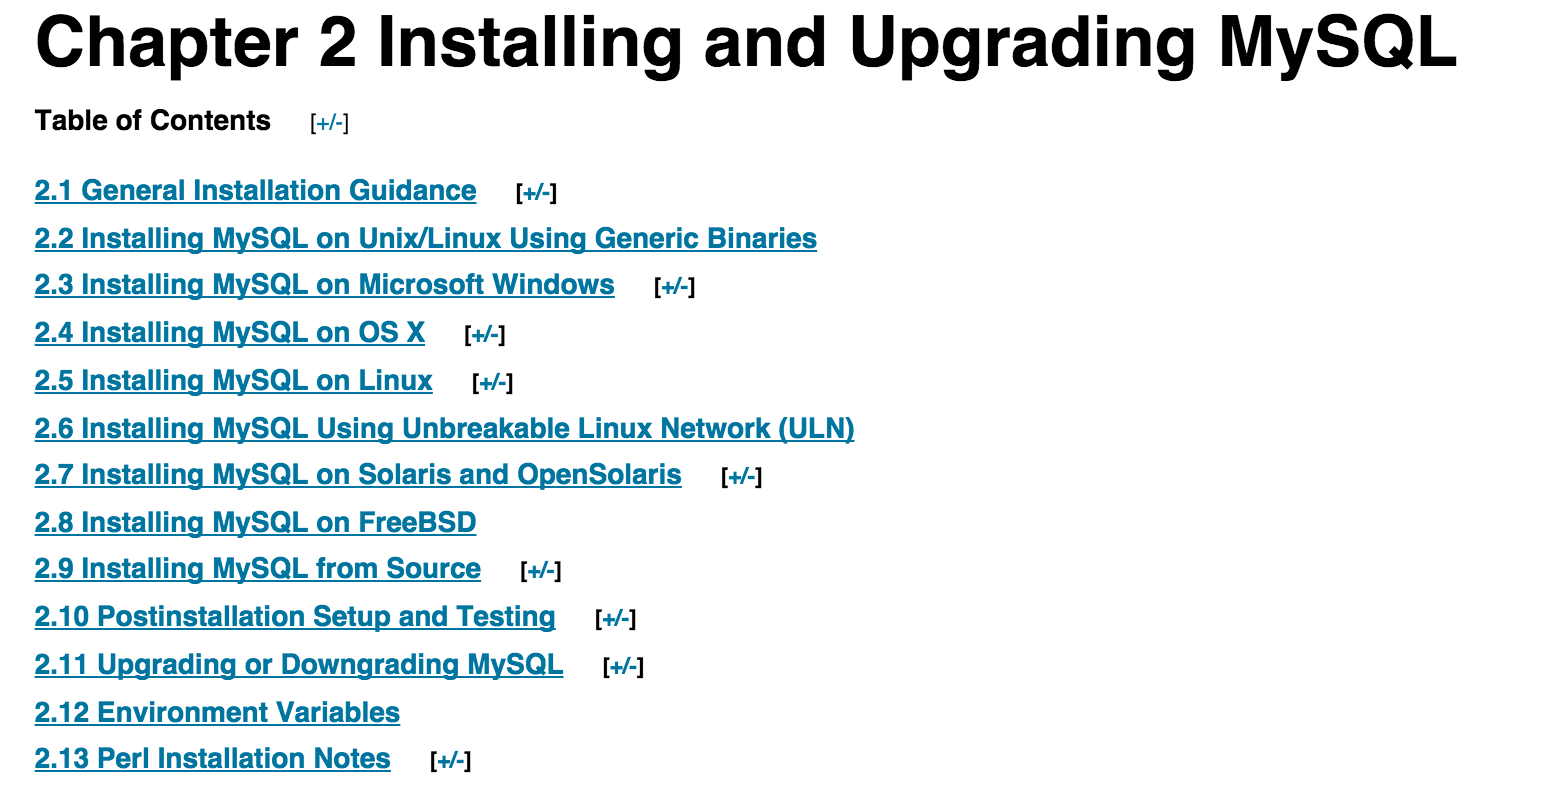 Chapter 2 Installing and Upgrading MySQL
Table of Contents [+/-]
2.1 General Installation Guidance [+/-]
2.2 Installing MySQL on Unix/Linux Using Generic Binaries
2.3 Installing MySQL on Microsoft Windows [+/-]
2.4 Installing MySQL on OS X [+/-]
2.5 Installing MySQL on Linux [+/-]
2.6 Installing MySQL Using Unbreakable Linux Network (ULN)
2.7 Installing MySQL on Solaris and OpenSolaris [+/-]
2.8 Installing MySQL on FreeBSD
2.9 Installing MySQL from Source [+/-]
2.10 Postinstallation Setup and Testing [+/-]
2.11 Upgrading or Downgrading MySQL [+/-]
2.12 Environment Variables
2.13 Perl Installation Notes [+/-]